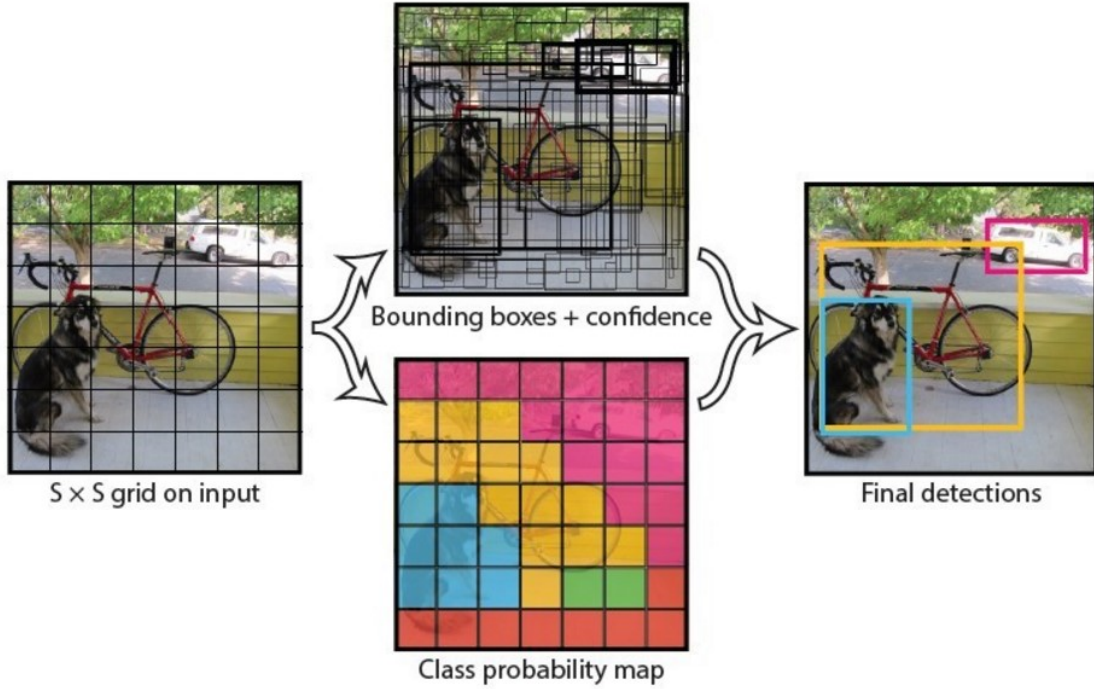 Bounding boxes + confidence
S × S grid on input
Final detections
Class probability map